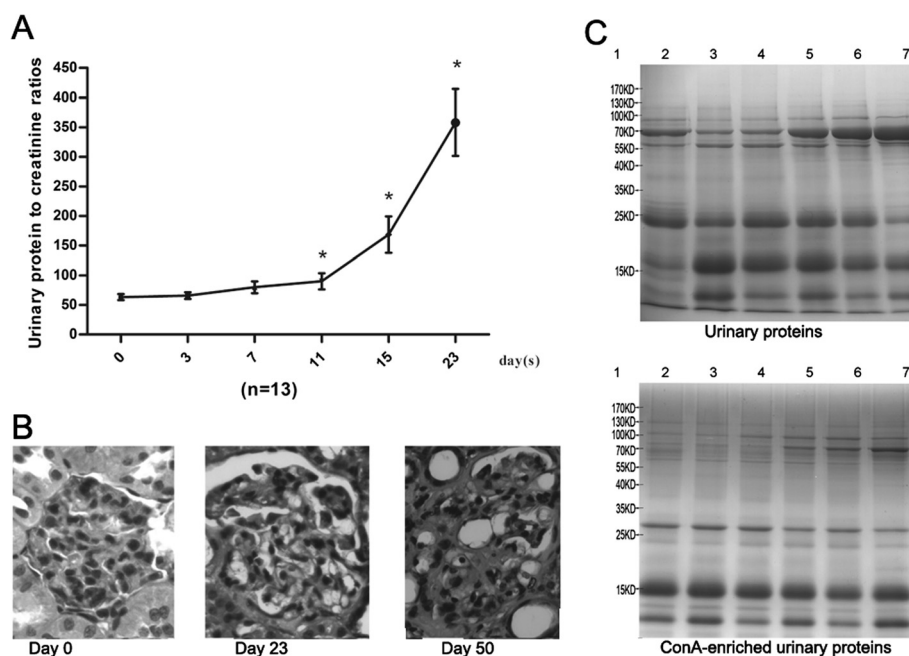 A
Urinary protein to creatinine ratios
450
400
350
300
250
200
150
100
50
0
*
*
*
0 3 7 11 15 23 day(s)
(n=13)
B
Day 0 Day 23 Day 50
C
1 2 3 4 5 6 7
170KD
130KD
100KD
70KD
55KD
40KD
35KD
25KD
15KD
Urinary proteins
1 2 3 4 5 6 7
170KD
130KD
100KD
70KD
55KD
40KD
35KD
25KD
15KD
ConA-enriched urinary proteins